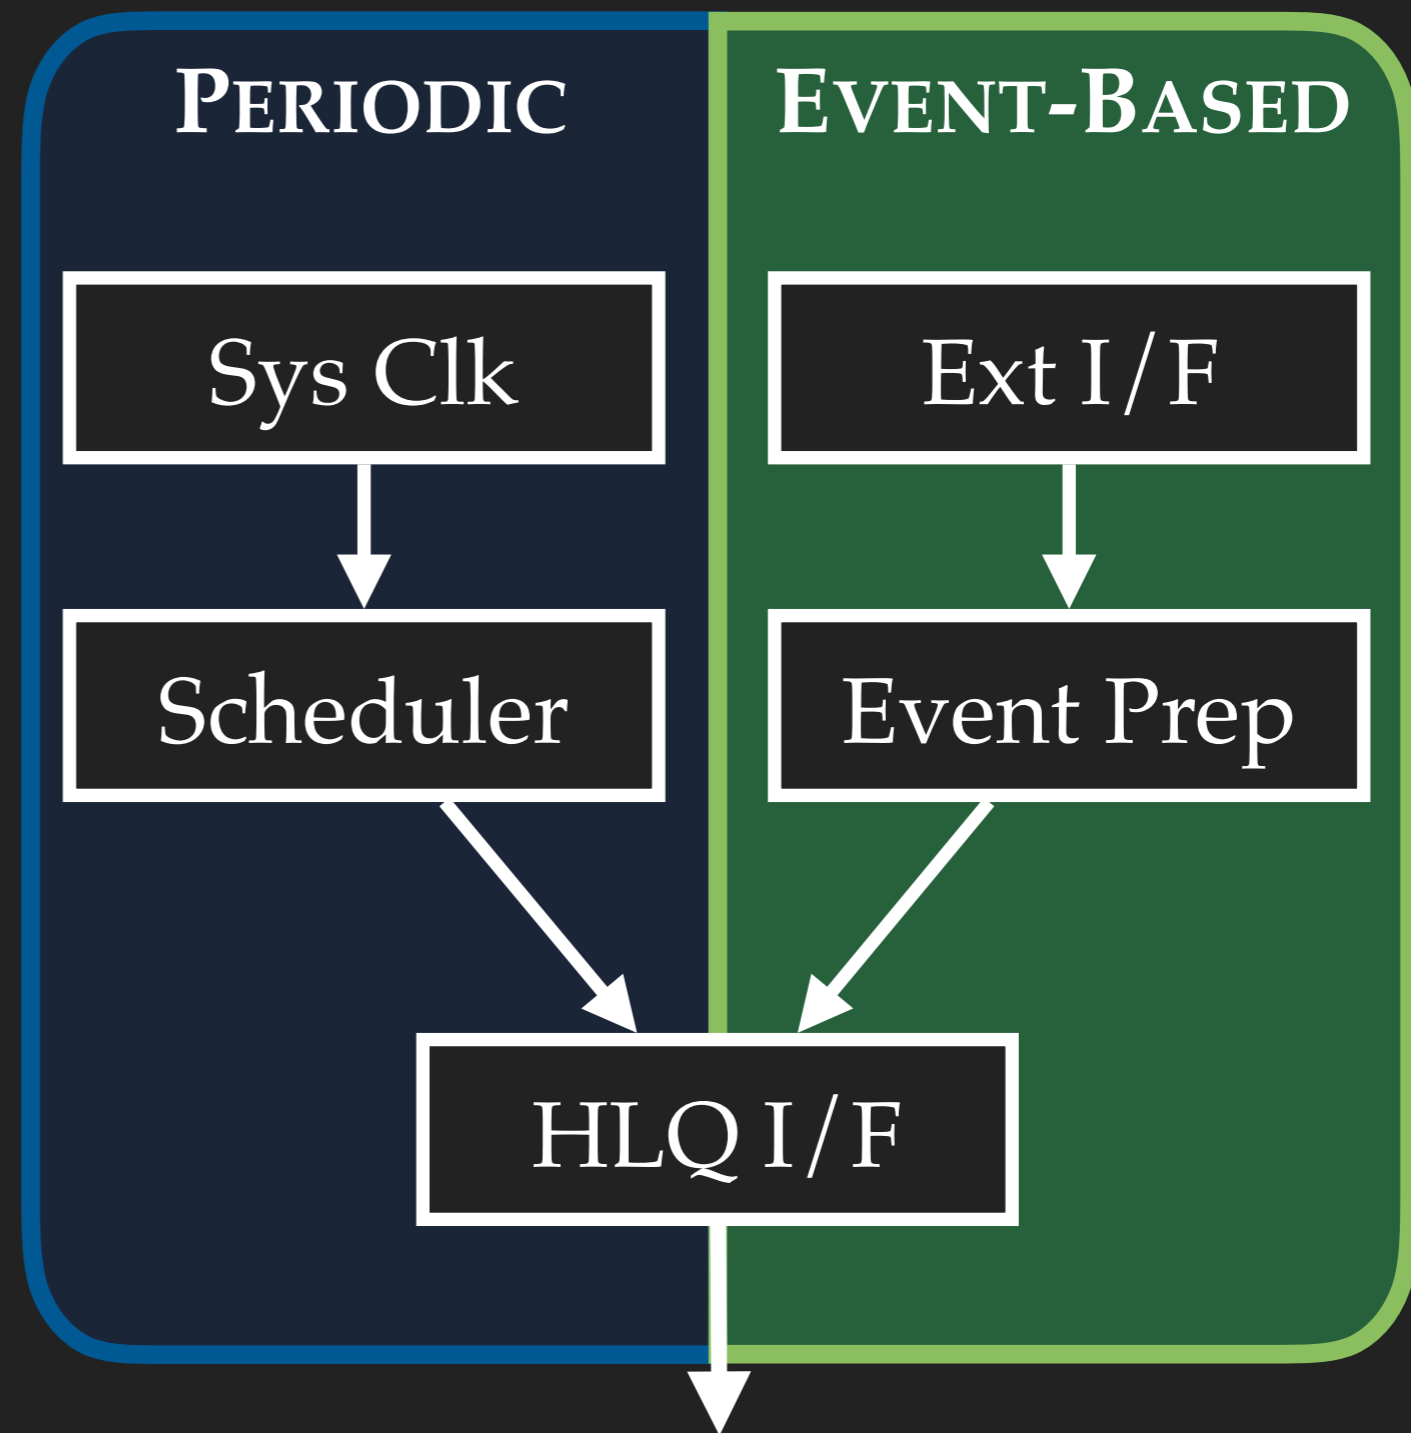 PERIODIC
EVENT-BASED
Sys Clk
Ext I/F
Scheduler
Event Prep
HLQ I/F